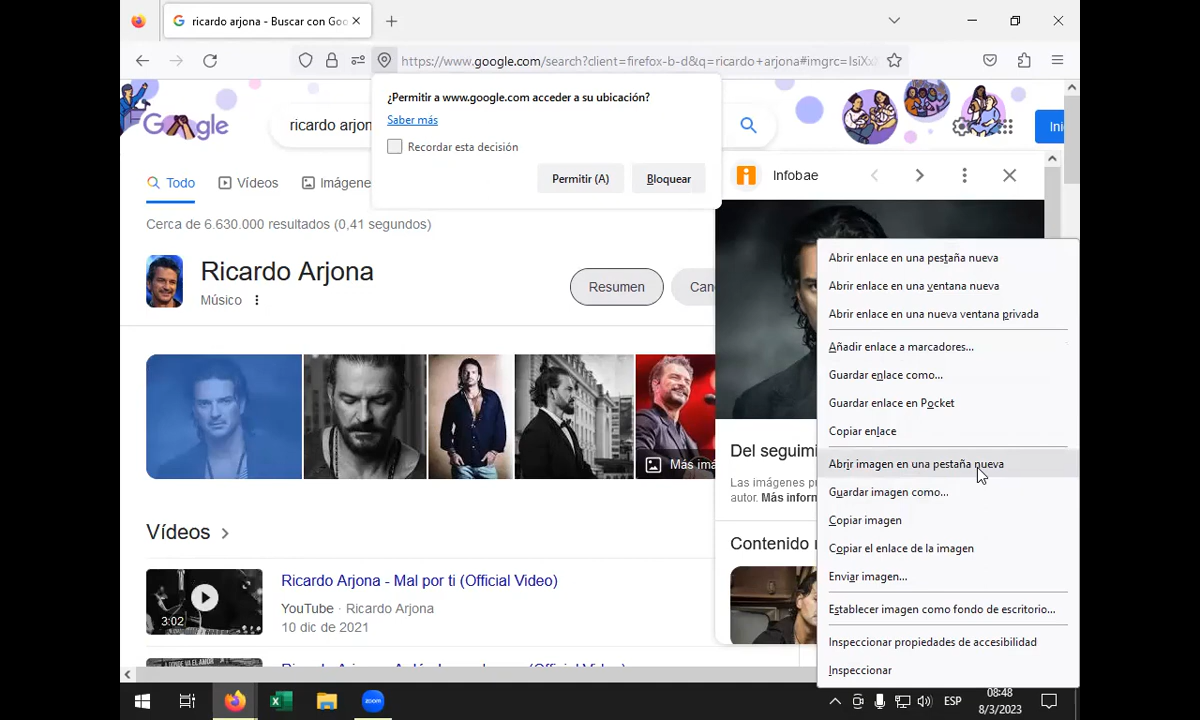 ricardo arjona - Buscar con Goo
https://www.google.com/search?client=firefox-b-d&q=ricardo+arjona#imgrc=IsiXx
¿Permitir a www.google.com acceder a su ubicación?
Saber más
Recordar esta decisión
Permitir (A)
Bloquear
Google
ricardo arjon
Ini
Todo
Vídeos
Imágene
Cerca de 6.630.000 resultados (0,41 segundos)
Ricardo Arjona
Músico
Resumen
Can
Más imá
Infobae
Del seguimi
Las imágenes p
autor. Más inform
Contenido r
Vídeos
Ricardo Arjona - Mal por ti (Official Video)
YouTube · Ricardo Arjona
10 dic de 2021
3:02
Abrir enlace en una pestaña nueva
Abrir enlace en una ventana nueva
Abrir enlace en una nueva ventana privada
Añadir enlace a marcadores...
Guardar enlace como...
Guardar enlace en Pocket
Copiar enlace
Abrir imagen en una pestaña nueva
Guardar imagen como...
Copiar imagen
Copiar el enlace de la imagen
Enviar imagen...
Establecer imagen como fondo de escritorio...
Inspeccionar propiedades de accesibilidad
Inspeccionar
zoom
ESP
08:48
8/3/2023